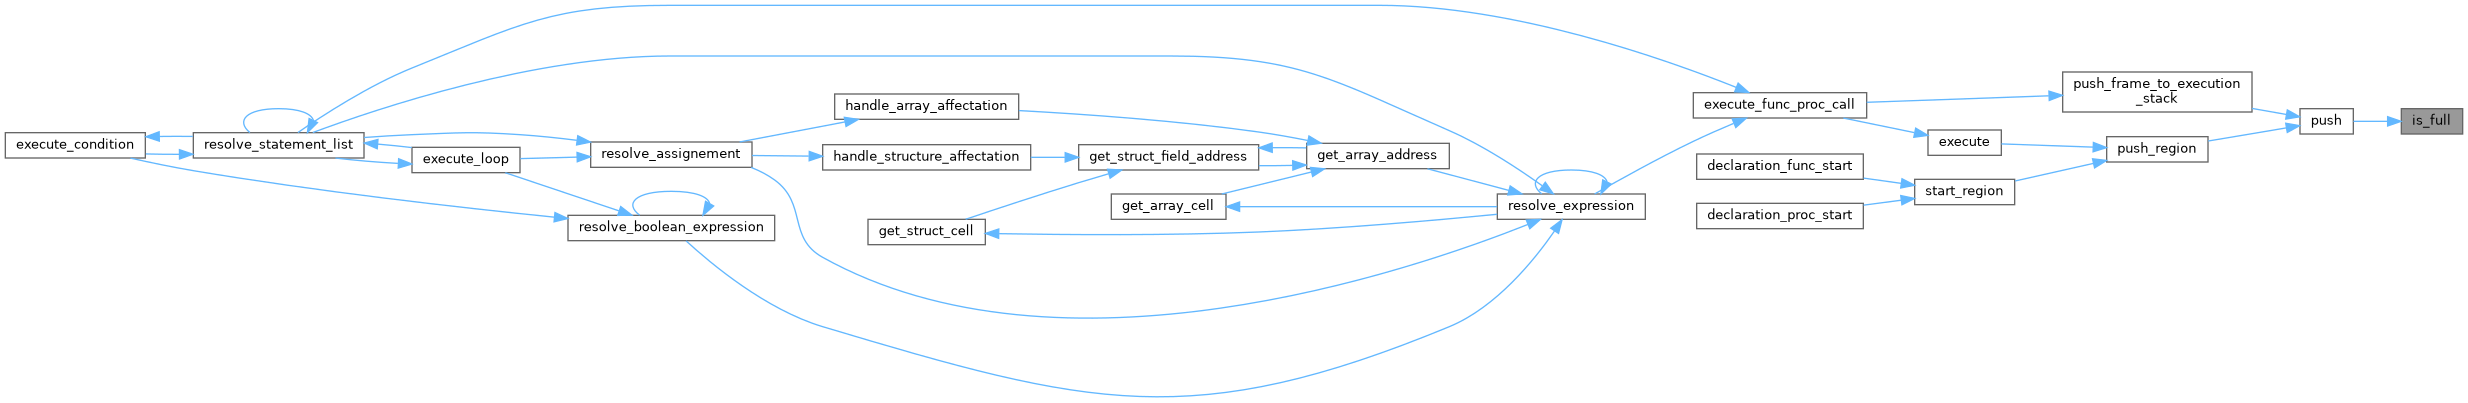 execute_condition
resolve_statement_list
execute_loop
resolve_assignement
resolve_boolean_expression
handle_array_affectation
handle_structure_affectation
get_struct_cell
get_struct_field_address
get_array_cell
get_array_address
resolve_expression
execute_func_proc_call
declaration_func_start
declaration_proc_start
execute
start_region
push_frame_to_execution
_stack
push_region
push
is_full